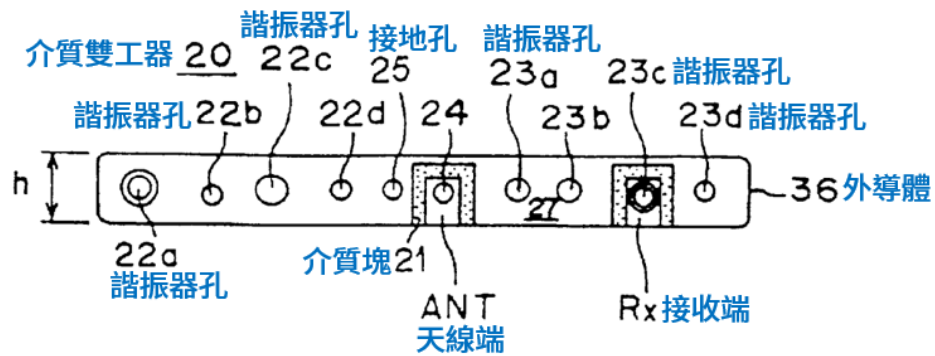 諧振器孔 接地孔 諧振器孔
介質雙工器 20 22c 25 23a 23c 諧振器孔
諧振器孔 22b 22d 24 23b 23d 諧振器孔
h
27
36 外導體
22a 介質塊 21
諧振器孔
ANT Rx 接收端
天線端